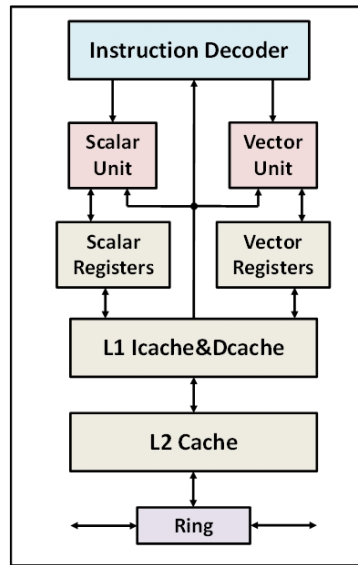 Instruction Decoder
Scalar
Unit
Vector
Unit
Scalar
Registers
Vector
Registers
L1 Icache&Dcache
L2 Cache
Ring